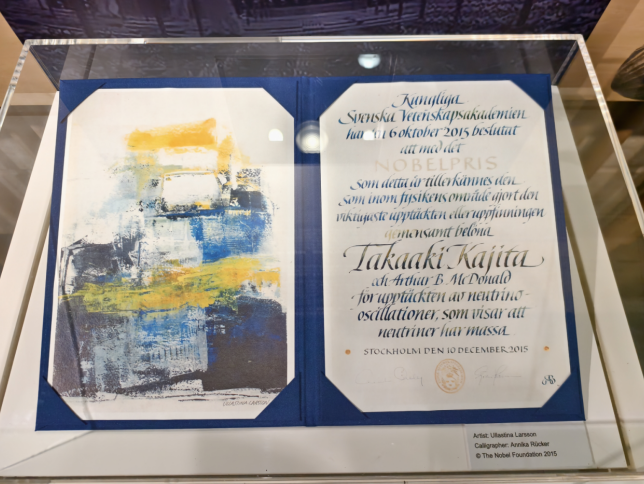 Kungliga
Svenska Vetenskapsakademien
har den 6 oktober 2015 beslutat
att med det
NOBELPRIS
som detta år tillerkännes den
som inom fysikens område gjort den
viktigaste upptäckten eller uppfinningen
gemensamt belöna
Takaaki Kajita
och Arthur B. McDonald
för upptäckten av neutrino-
oscillationer, som visar att
neutriner har massa
STOCKHOLM DEN 10 DECEMBER 2015
Artist: Ullastina Larsson
Calligrapher: Annika Rücker
© The Nobel Foundation 2015